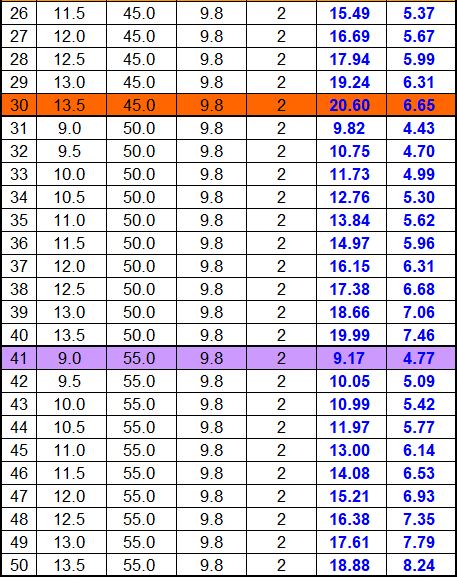 26 11.5 45.0 9.8 2 15.49 5.37
27 12.0 45.0 9.8 2 16.69 5.67
28 12.5 45.0 9.8 2 17.94 5.99
29 13.0 45.0 9.8 2 19.24 6.31
30 13.5 45.0 9.8 2 20.60 6.65
31 9.0 50.0 9.8 2 9.82 4.43
32 9.5 50.0 9.8 2 10.75 4.70
33 10.0 50.0 9.8 2 11.73 4.99
34 10.5 50.0 9.8 2 12.76 5.30
35 11.0 50.0 9.8 2 13.84 5.62
36 11.5 50.0 9.8 2 14.97 5.96
37 12.0 50.0 9.8 2 16.15 6.31
38 12.5 50.0 9.8 2 17.38 6.68
39 13.0 50.0 9.8 2 18.66 7.06
40 13.5 50.0 9.8 2 19.99 7.46
41 9.0 55.0 9.8 2 9.17 4.77
42 9.5 55.0 9.8 2 10.05 5.09
43 10.0 55.0 9.8 2 10.99 5.42
44 10.5 55.0 9.8 2 11.97 5.77
45 11.0 55.0 9.8 2 13.00 6.14
46 11.5 55.0 9.8 2 14.08 6.53
47 12.0 55.0 9.8 2 15.21 6.93
48 12.5 55.0 9.8 2 16.38 7.35
49 13.0 55.0 9.8 2 17.61 7.79
50 13.5 55.0 9.8 2 18.88 8.24